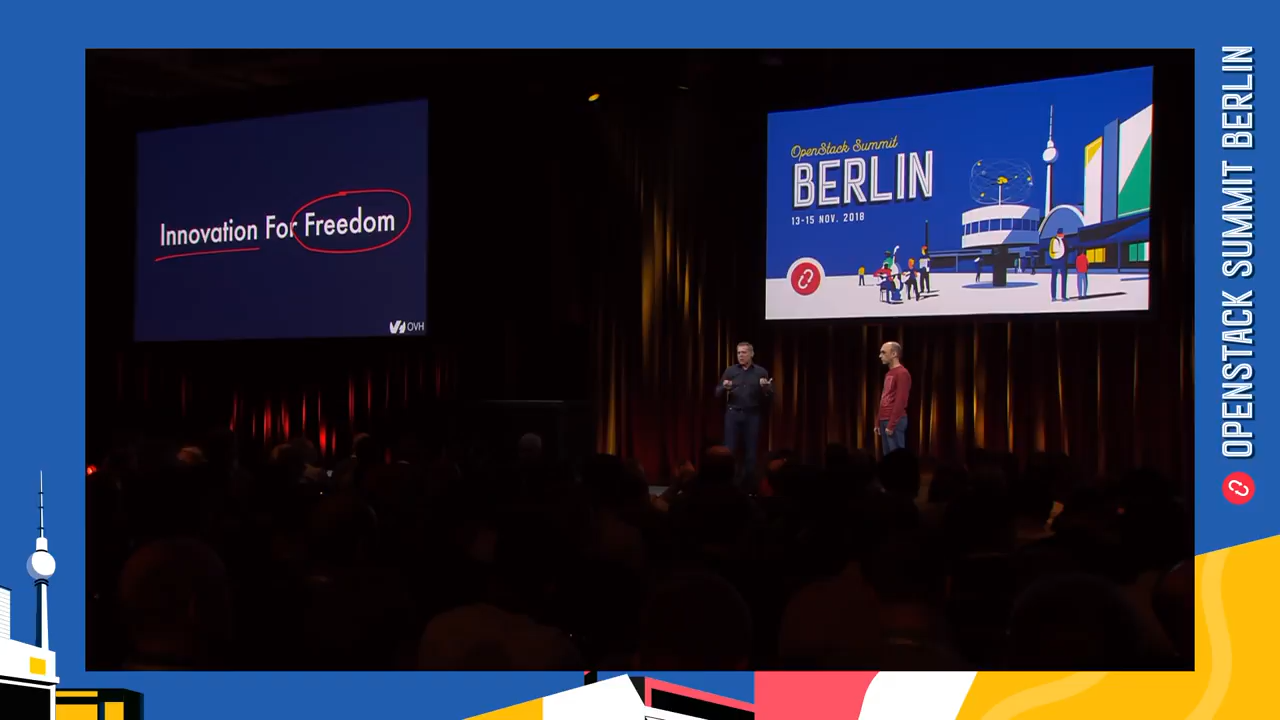 Innovation For Freedom
OVH
OpenStack Summit
BERLIN
13-15 NOV. 2018
OPENSTACK SUMMIT BERLIN